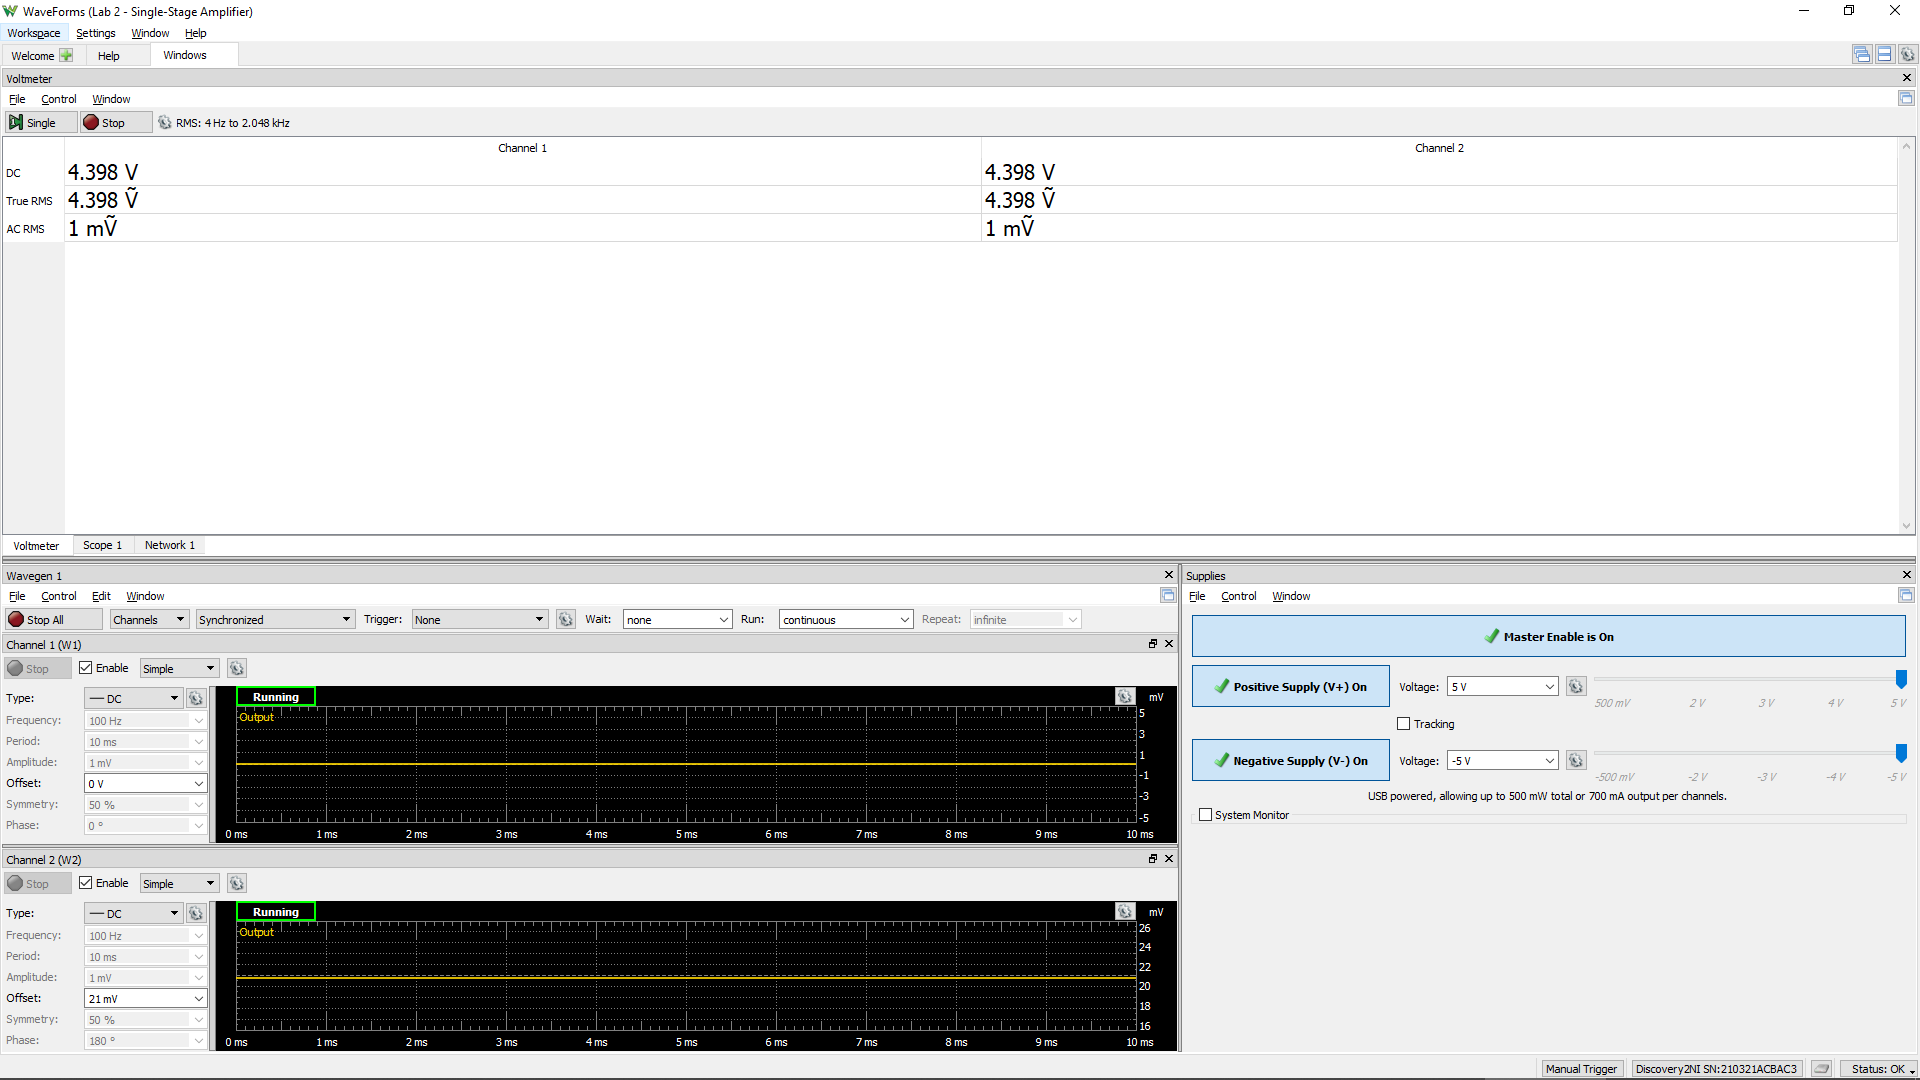 WaveForms (Lab 2 - Single-Stage Amplifier)
Workspace Settings Window Help
Welcome Help Windows
Voltmeter
File Control Window
Single Stop RMS: 4 Hz to 2.048 kHz
Channel 1 Channel 2
DC 4.398 V 4.398 V
True RMS 4.398 Ṽ 4.398 Ṽ
AC RMS 1 mṼ 1 mṼ
Voltmeter Scope 1 Network 1
Wavegen 1
File Control Edit Window
Stop All Channels Synchronized Trigger: None Wait: none Run: continuous Repeat: infinite
Channel 1 (W1)
Stop Enable Simple
Type: DC
Frequency: 100 Hz
Period: 10 ms
Amplitude: 1 mV
Offset: 0 V
Symmetry: 50 %
Phase: 0 °
Running mV
Output
5
3
1
-1
-3
-5
0 ms 1 ms 2 ms 3 ms 4 ms 5 ms 6 ms 7 ms 8 ms 9 ms 10 ms
Channel 2 (W2)
Stop Enable Simple
Type: DC
Frequency: 100 Hz
Period: 10 ms
Amplitude: 1 mV
Offset: 21 mV
Symmetry: 50 %
Phase: 180 °
Running mV
Output
26
24
22
20
18
16
0 ms 1 ms 2 ms 3 ms 4 ms 5 ms 6 ms 7 ms 8 ms 9 ms 10 ms
Supplies
File Control Window
Master Enable is On
Positive Supply (V+) On Voltage: 5 V
500 mV 2 V 3 V 4 V 5 V
Tracking
Negative Supply (V-) On Voltage: -5 V
-500 mV -2 V -3 V -4 V -5 V
USB powered, allowing up to 500 mW total or 700 mA output per channels.
System Monitor
Manual Trigger Discovery2NI SN:210321ACBAC3 Status: OK